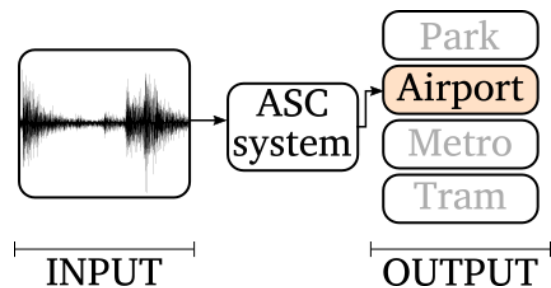 Park
ASC
system
Airport
Metro
Tram
INPUT
OUTPUT